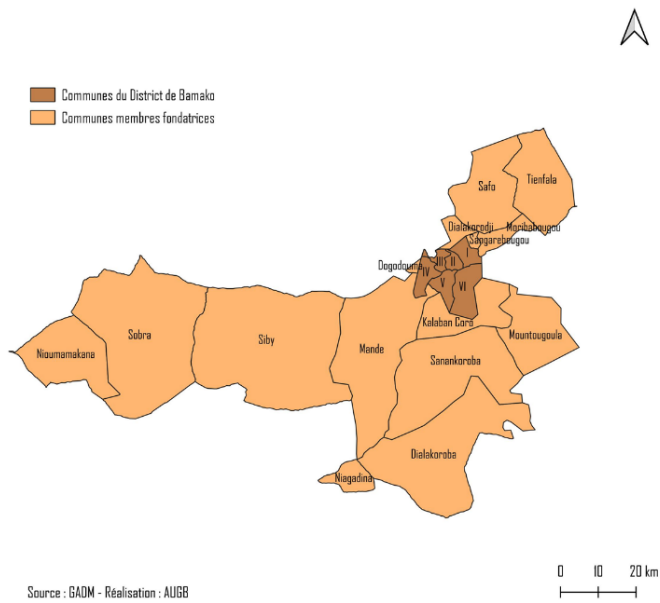 Communes du District de Bamako
Communes membres fondatrices
Tienfala
Safo
Dialakorodji
Moribabougou
Sangarebougou
I
Dogodouma
III
II
IV
V
VI
Kalaban Coro
Mountougoula
Sobra
Siby
Mande
Nioumamakana
Sanankoroba
Dialakoroba
Niagadina
0 10 20 km
Source : GADM - Réalisation : AUGB